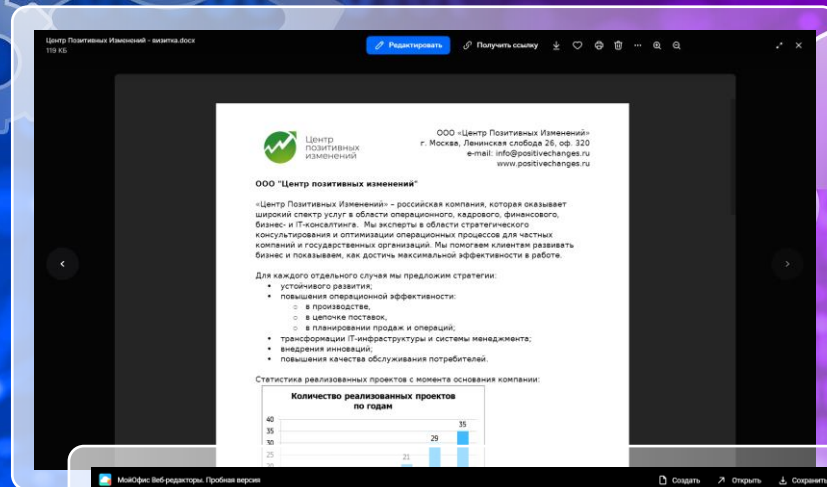 Центр Позитивных Изменений - визитка.docx
119 КБ
Редактировать
Получить ссылку
Центр
позитивных
изменений
ООО «Центр Позитивных Изменений»
г. Москва, Ленинская слобода 26, оф. 320
e-mail: info@positivechanges.ru
www.positivechanges.ru
ООО "Центр позитивных изменений"
«Центр Позитивных Изменений» – российская компания, которая оказывает
широкий спектр услуг в области операционного, кадрового, финансового,
бизнес- и IT-консалтинга. Мы эксперты в области стратегического
консультирования и оптимизации операционных процессов для частных
компаний и государственных организаций. Мы помогаем клиентам развивать
бизнес и показываем, как достичь максимальной эффективности в работе.
Для каждого отдельного случая мы предложим стратегии:
• устойчивого развития;
• повышения операционной эффективности:
○ в производстве,
○ в цепочке поставок,
○ в планировании продаж и операций;
• трансформации IT-инфраструктуры и системы менеджмента;
• внедрения инноваций;
• повышения качества обслуживания потребителей.
Статистика реализованных проектов с момента основания компании:
Количество реализованных проектов
по годам
40
35
35
30
29
25
21
МойОфис Веб-редакторы. Пробная версия
Создать
Открыть
Сохранить